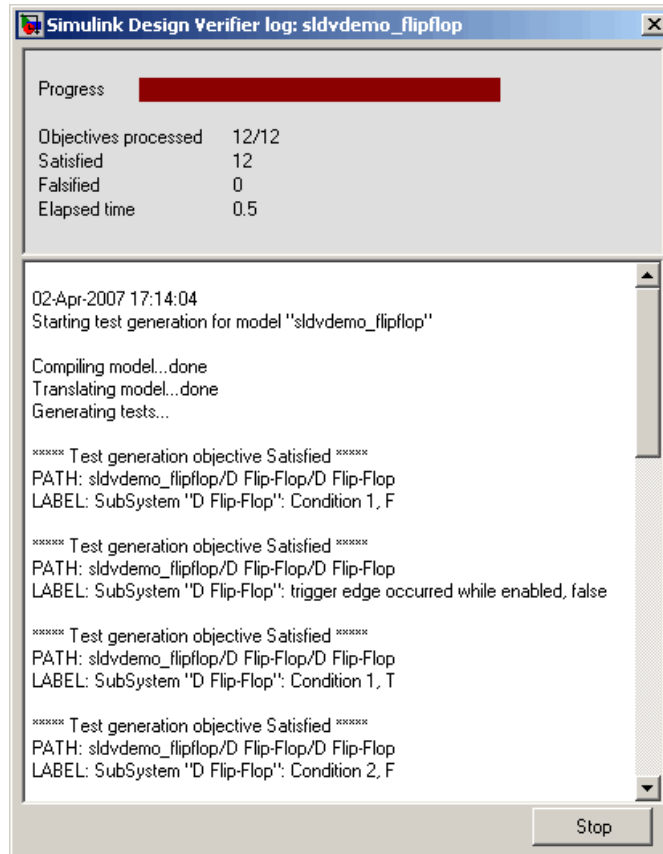 Simulink Design Verifier log: sldvdemo_flipflop
Progress
Objectives processed 12/12
Satisfied 12
Falsified 0
Elapsed time 0.5
02-Apr-2007 17:14:04
Starting test generation for model "sldvdemo_flipflop"
Compiling model...done
Translating model...done
Generating tests...
***** Test generation objective Satisfied *****
PATH: sldvdemo_flipflop/D Flip-Flop/D Flip-Flop
LABEL: SubSystem "D Flip-Flop": Condition 1, F
***** Test generation objective Satisfied *****
PATH: sldvdemo_flipflop/D Flip-Flop/D Flip-Flop
LABEL: SubSystem "D Flip-Flop": trigger edge occurred while enabled, false
***** Test generation objective Satisfied *****
PATH: sldvdemo_flipflop/D Flip-Flop/D Flip-Flop
LABEL: SubSystem "D Flip-Flop": Condition 1, T
***** Test generation objective Satisfied *****
PATH: sldvdemo_flipflop/D Flip-Flop/D Flip-Flop
LABEL: SubSystem "D Flip-Flop": Condition 2, F
Stop